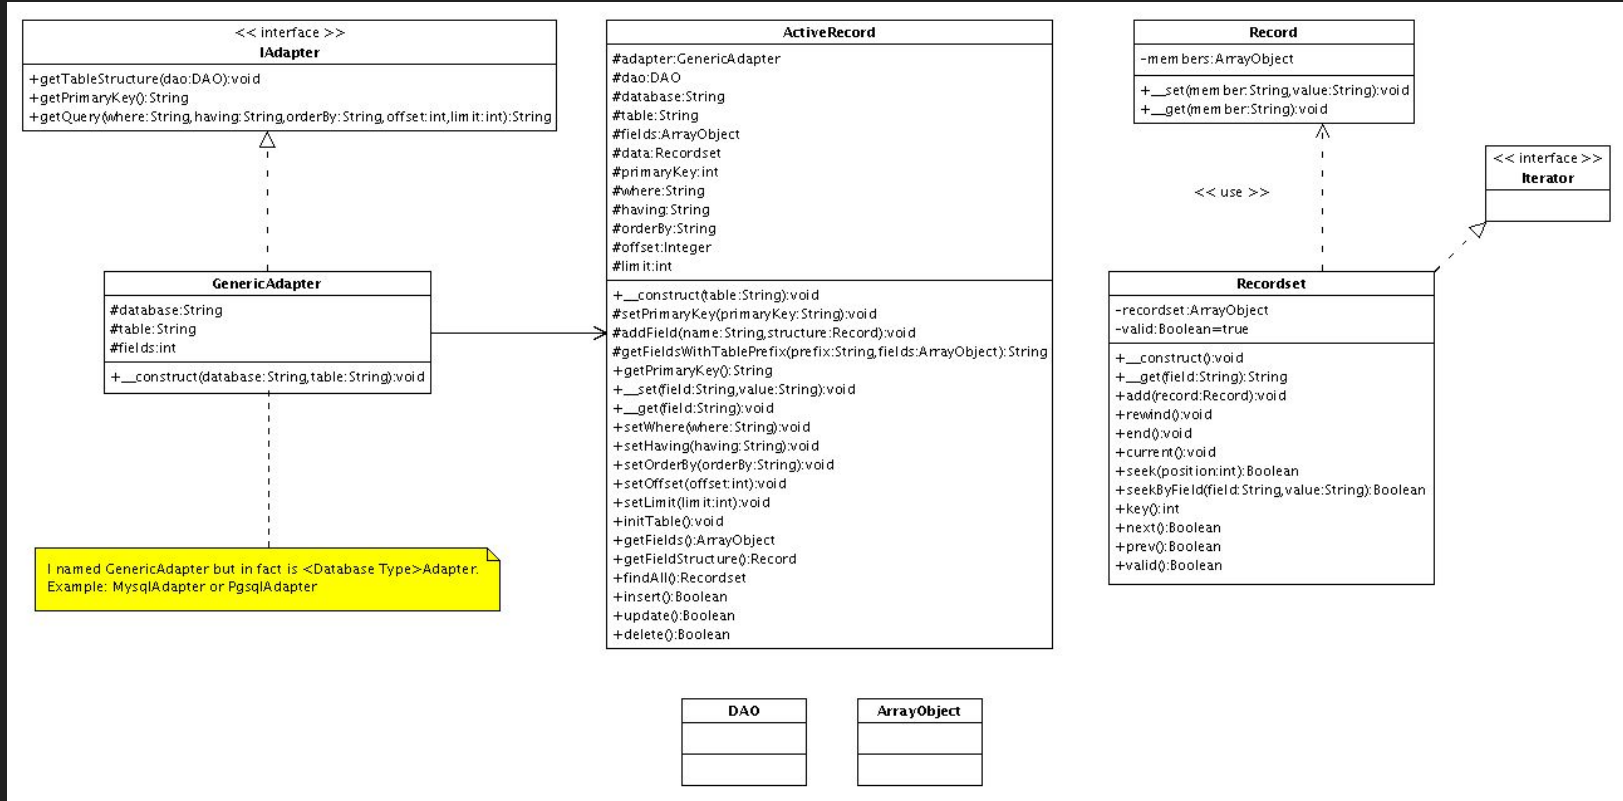 << interface >>
IAdapter
+getTableStructure(dao:DAO):void
+getPrimaryKey():String
+getQuery(where:String,having:String,orderBy:String,offset:int,limit:int):String
GenericAdapter
#database:String
#table:String
#fields:int
+__construct(database:String,table:String):void
I named GenericAdapter but in fact is <Database Type>Adapter.
Example: MysqlAdapter or PgsqlAdapter
ActiveRecord
#adapter:GenericAdapter
#dao:DAO
#database:String
#table:String
#fields:ArrayObject
#data:Recordset
#primaryKey:int
#where:String
#having:String
#orderBy:String
#offset:Integer
#limit:int
+__construct(table:String):void
#setPrimaryKey(primaryKey:String):void
#addField(name:String,structure:Record):void
#getFieldsWithTablePrefix(prefix:String,fields:ArrayObject):String
+getPrimaryKey():String
+__set(field:String,value:String):void
+__get(field:String):void
+setWhere(where:String):void
+setHaving(having:String):void
+setOrderBy(orderBy:String):void
+setOffset(offset:int):void
+setLimit(limit:int):void
+initTable():void
+getFields():ArrayObject
+getFieldStructure():Record
+findAll():Recordset
+insert():Boolean
+update():Boolean
+delete():Boolean
Record
-members:ArrayObject
+__set(member:String,value:String):void
+__get(member:String):void
<< use >>
<< interface >>
Iterator
Recordset
-recordset:ArrayObject
-valid:Boolean=true
+__construct():void
+__get(field:String):String
+add(record:Record):void
+rewind():void
+end():void
+current():void
+seek(position:int):Boolean
+seekByField(field:String,value:String):Boolean
+key():int
+next():Boolean
+prev():Boolean
+valid():Boolean
DAO
ArrayObject